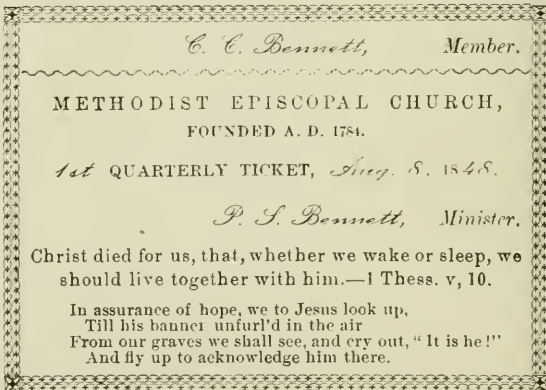 C. C. Bennett, Member.
METHODIST EPISCOPAL CHURCH,
FOUNDED A. D. 1784.
1st QUARTERLY TICKET, Aug. 8. 1848.
P. S. Bennett, Minister.
Christ died for us, that, whether we wake or sleep, we
should live together with him.—1 Thess. v, 10.
In assurance of hope, we to Jesus look up,
Till his banner unfurl'd in the air
From our graves we shall see, and cry out, "It is he!"
And fly up to acknowledge him there.